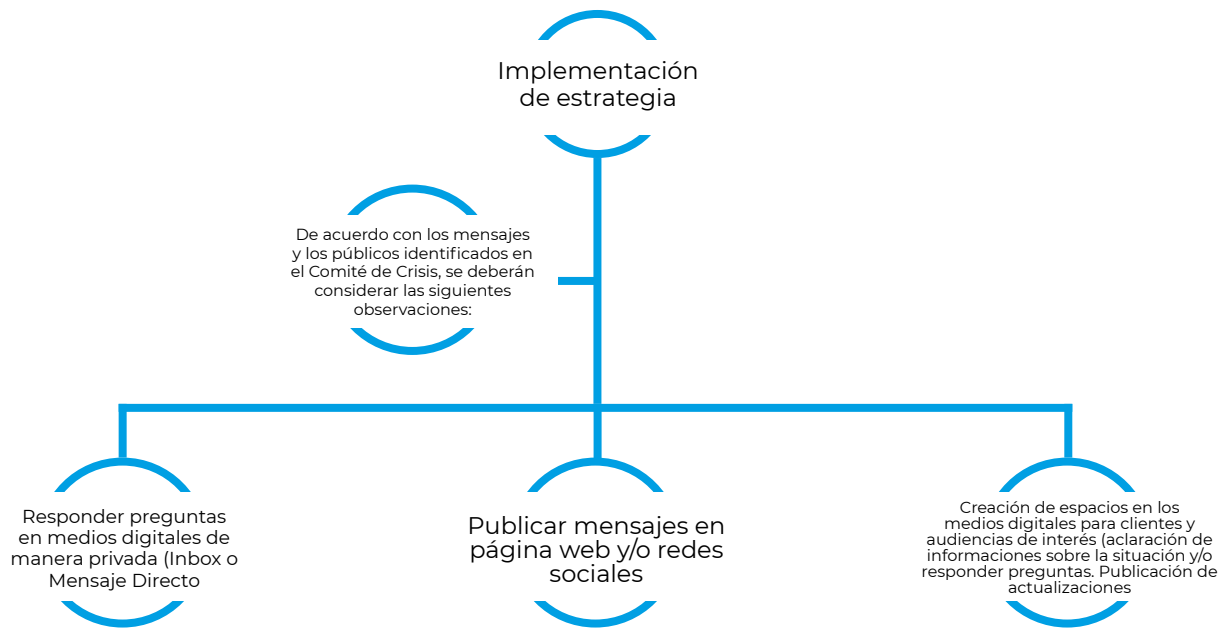 Implementación
de estrategia
De acuerdo con los mensajes
y los públicos identificados en
el Comité de Crisis, se deberán
considerar las siguientes
observaciones:
Responder preguntas
en medios digitales de
manera privada (Inbox o
Mensaje Directo
Publicar mensajes en
página web y/o redes
sociales
Creación de espacios en los
medios digitales para clientes y
audiencias de interés (aclaración de
informaciones sobre la situación y/o
responder preguntas. Publicación de
actualizaciones